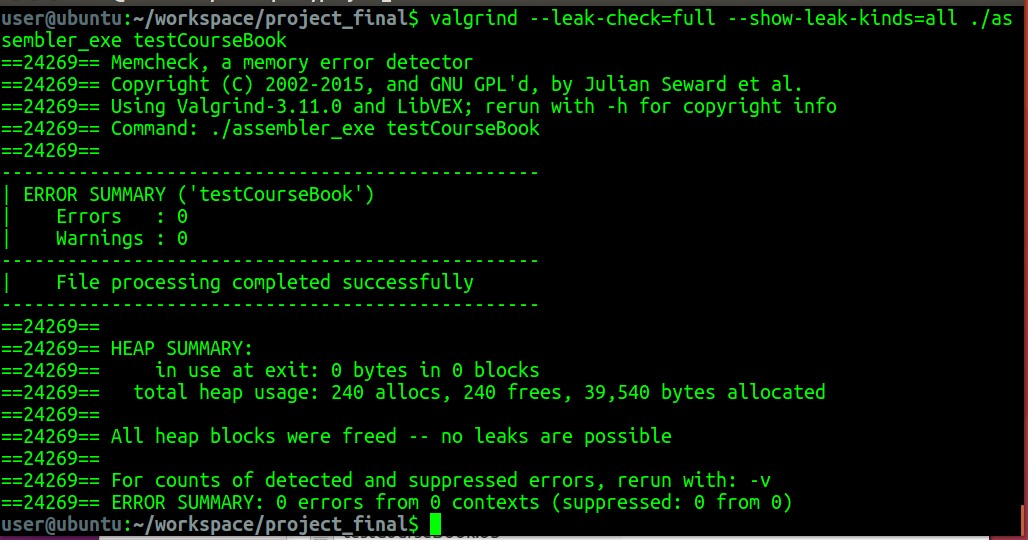 user@ubuntu:~/workspace/project_final$ valgrind --leak-check=full --show-leak-kinds=all ./as
sembler_exe testCourseBook
==24269== Memcheck, a memory error detector
==24269== Copyright (C) 2002-2015, and GNU GPL'd, by Julian Seward et al.
==24269== Using Valgrind-3.11.0 and LibVEX; rerun with -h for copyright info
==24269== Command: ./assembler_exe testCourseBook
==24269==
-------------------------------------------------
| ERROR SUMMARY ('testCourseBook')
|    Errors   : 0
|    Warnings : 0
-------------------------------------------------
|    File processing completed successfully
-------------------------------------------------
==24269==
==24269== HEAP SUMMARY:
==24269==     in use at exit: 0 bytes in 0 blocks
==24269==   total heap usage: 240 allocs, 240 frees, 39,540 bytes allocated
==24269==
==24269== All heap blocks were freed -- no leaks are possible
==24269==
==24269== For counts of detected and suppressed errors, rerun with: -v
==24269== ERROR SUMMARY: 0 errors from 0 contexts (suppressed: 0 from 0)
user@ubuntu:~/workspace/project_final$